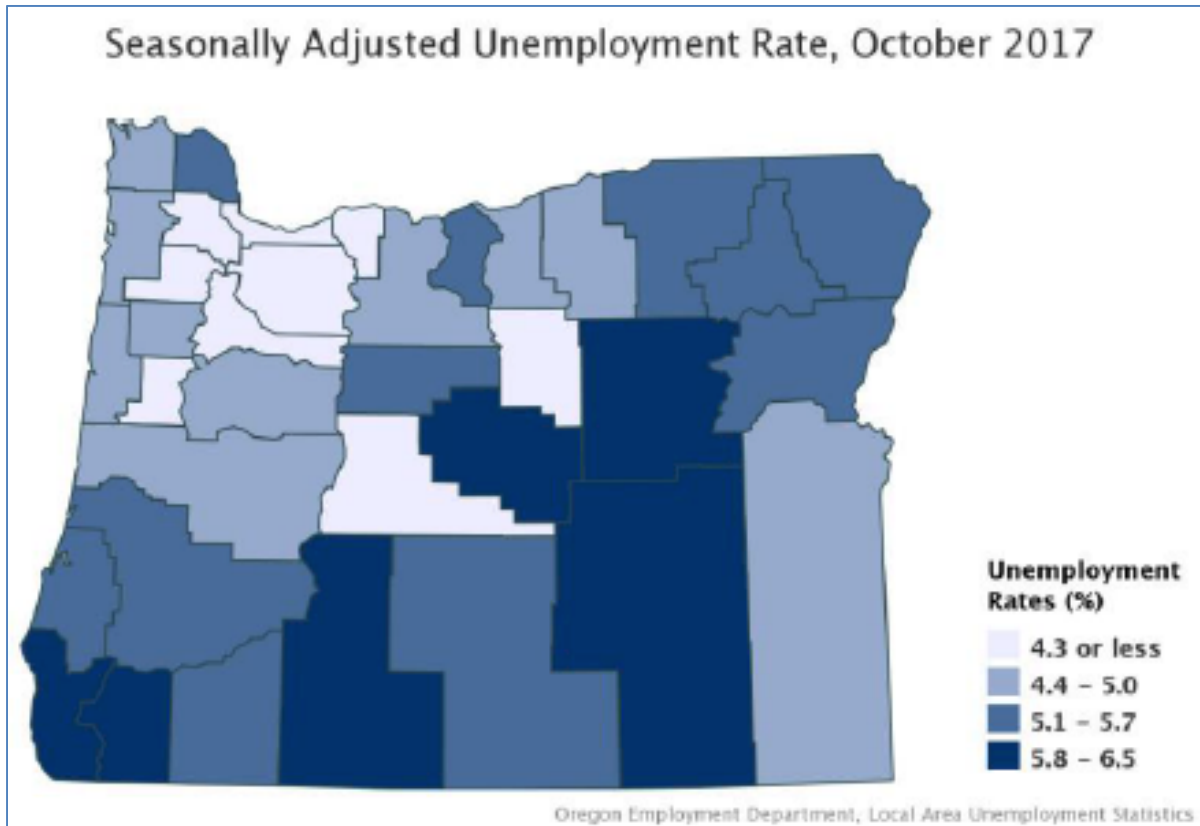 Seasonally Adjusted Unemployment Rate, October 2017
Unemployment
Rates (%)
4.3 or less
4.4 – 5.0
5.1 – 5.7
5.8 – 6.5
Oregon Employment Department, Local Area Unemployment Statistics